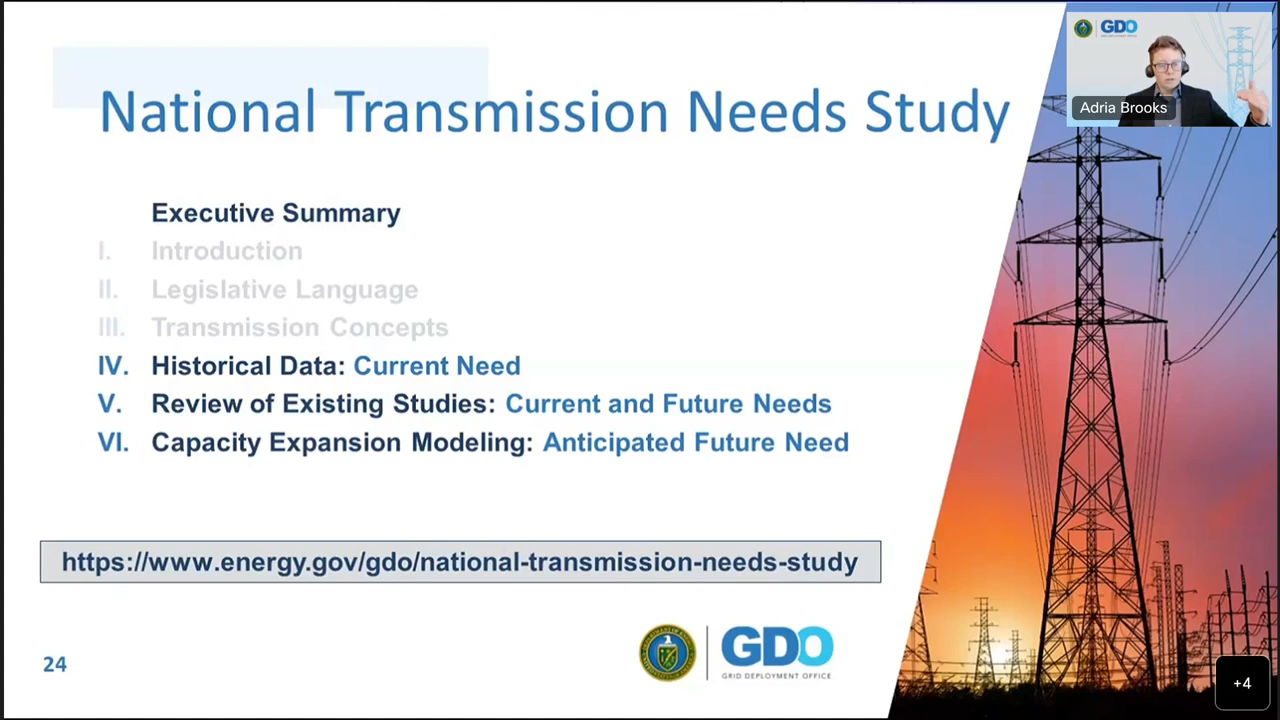 National Transmission Needs Study
GDO
Adria Brooks
Executive Summary
I. Introduction
II. Legislative Language
III. Transmission Concepts
IV. Historical Data: Current Need
V. Review of Existing Studies: Current and Future Needs
VI. Capacity Expansion Modeling: Anticipated Future Need
https://www.energy.gov/gdo/national-transmission-needs-study
GDO
GRID DEPLOYMENT OFFICE
24
+4